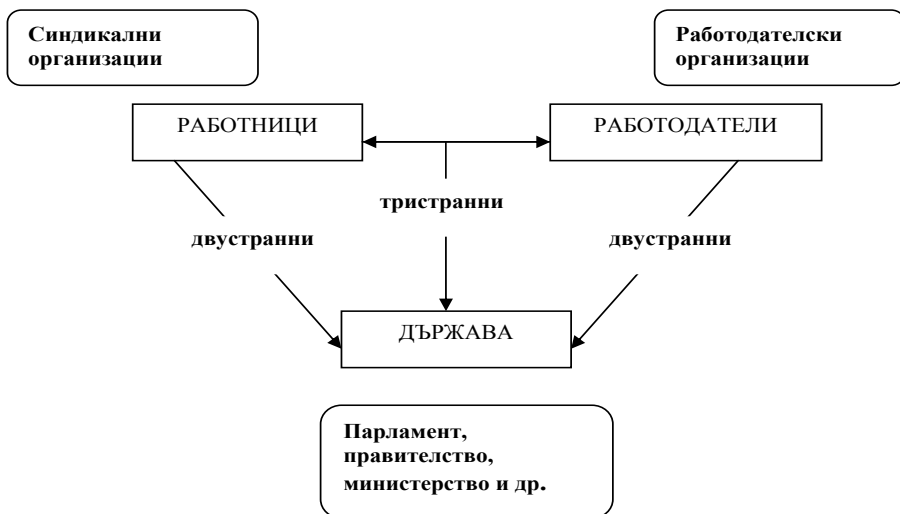 Синдикални
организации
Работодателски
организации
РАБОТНИЦИ
РАБОТОДАТЕЛИ
тристранни
двустранни
двустранни
ДЪРЖАВА
Парламент,
правителство,
министерство и др.